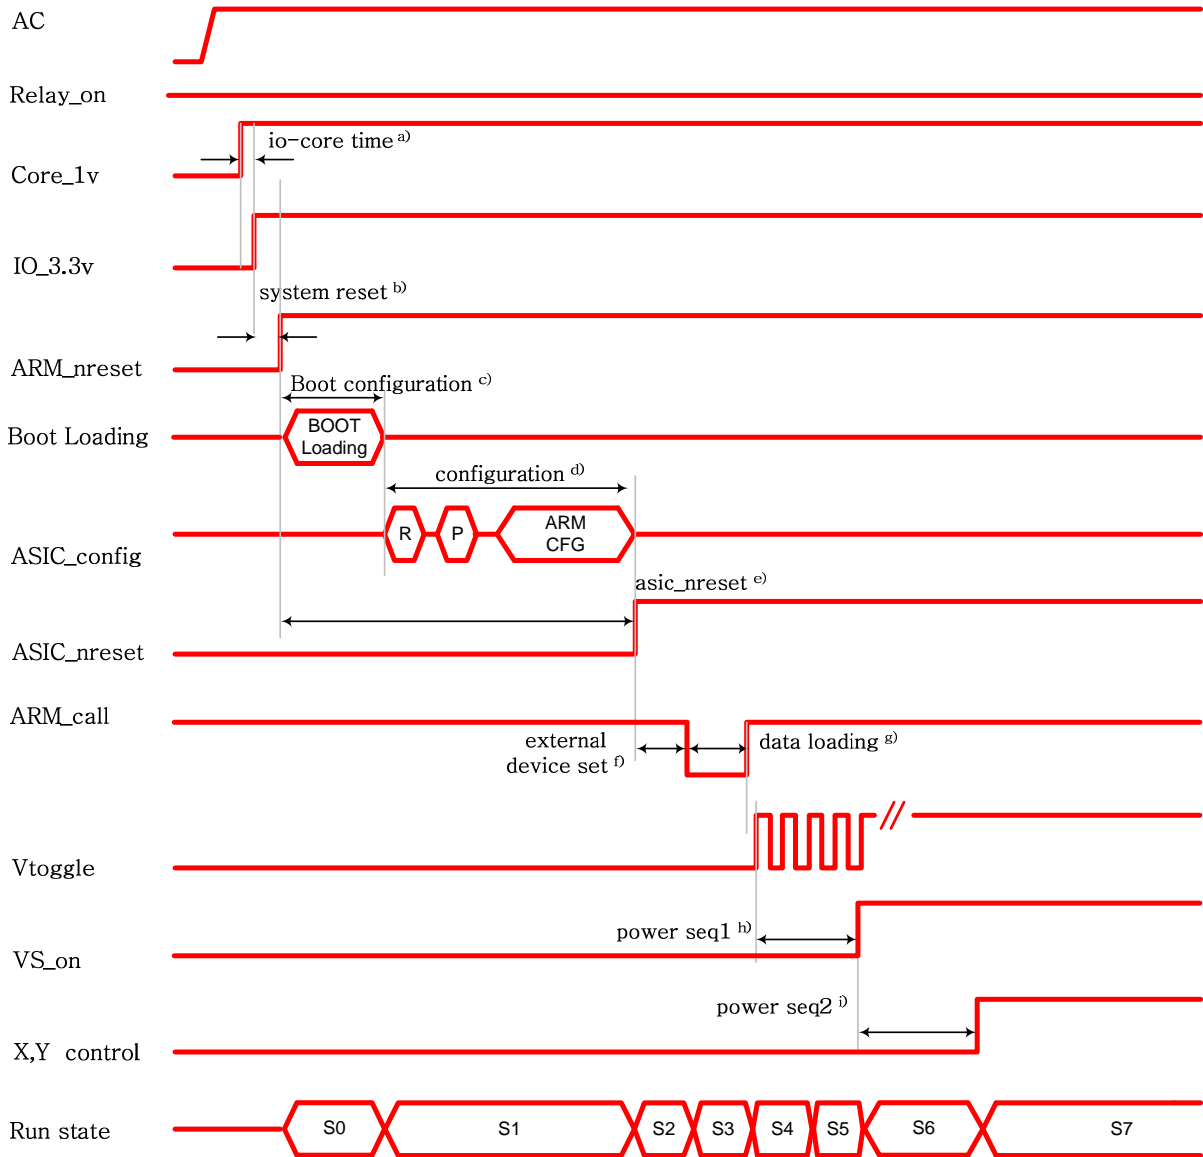 AC
Relay_on
io-core time a)
Core_1v
IO_3.3v
system reset b)
ARM_nreset
Boot configuration c)
Boot Loading
BOOT
Loading
configuration d)
R
P
ARM
CFG
ASIC_config
asic_nreset e)
ASIC_nreset
ARM_call
external
device set f)
data loading g)
Vtoggle
power seq1 h)
VS_on
power seq2 i)
X,Y control
Run state
S0
S1
S2
S3
S4
S5
S6
S7